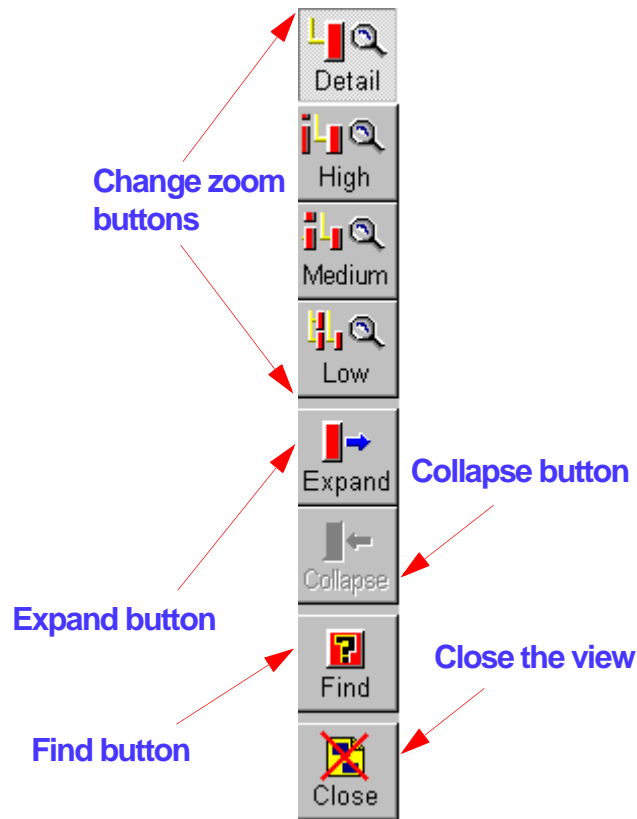 Detail
High
Change zoom
buttons
Medium
Low
Expand
Collapse button
Collapse
Expand button
Find
Close the view
Find button
Close